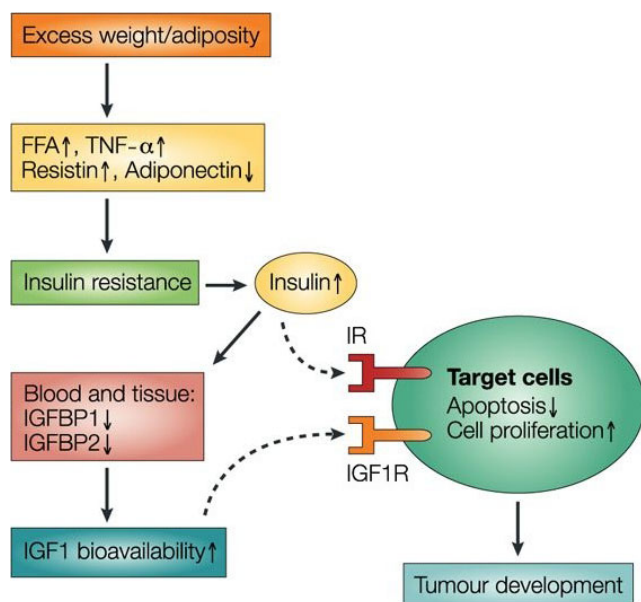 Excess weight/adiposity
FFA↑, TNF-α↑
Resistin↑, Adiponectin↓
Insulin resistance
Insulin↑
IR
Target cells
Apoptosis↓
Cell proliferation↑
Blood and tissue:
IGFBP1↓
IGFBP2↓
IGF1R
IGF1 bioavailability↑
Tumour development